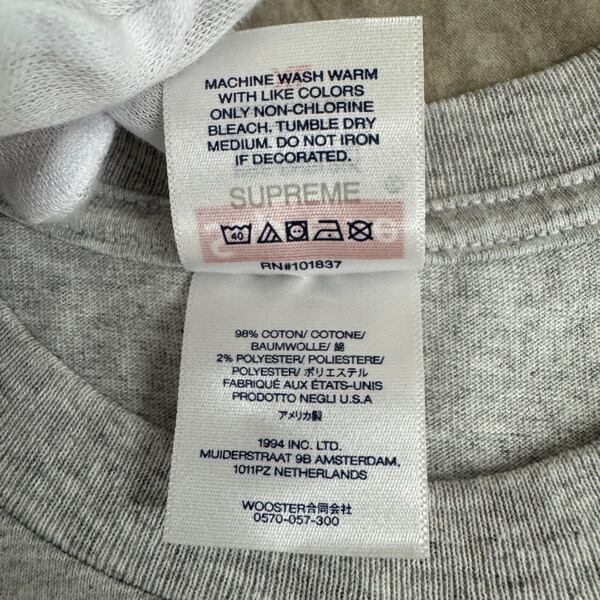 MACHINE WASH WARM
WITH LIKE COLORS
ONLY NON-CHLORINE
BLEACH. TUMBLE DRY
MEDIUM. DO NOT IRON
IF DECORATED.
SUPREME
40
RN#101837
98% COTON/ COTONE/
BAUMWOLLE/ 綿
2% POLYESTER/ POLIESTERE/
POLYESTER/ ポリエステル
FABRIQUÉ AUX ÉTATS-UNIS
PRODOTTO NEGLI U.S.A
アメリカ製
1994 INC. LTD.
MUIDERSTRAAT 9B AMSTERDAM,
1011PZ NETHERLANDS
WOOSTER合同会社
0570-057-300